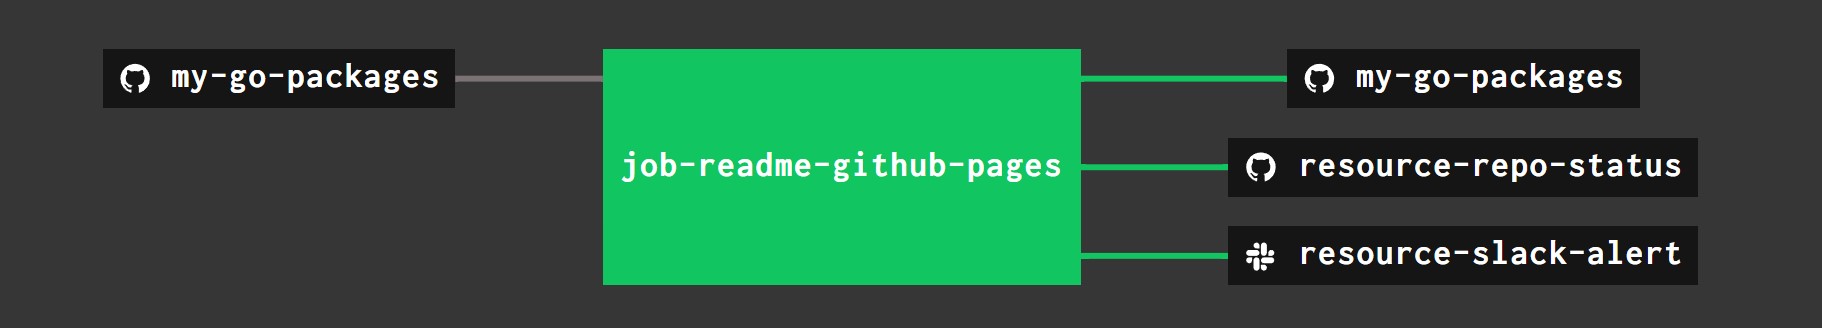 my-go-packages
job-readme-github-pages
my-go-packages
resource-repo-status
resource-slack-alert